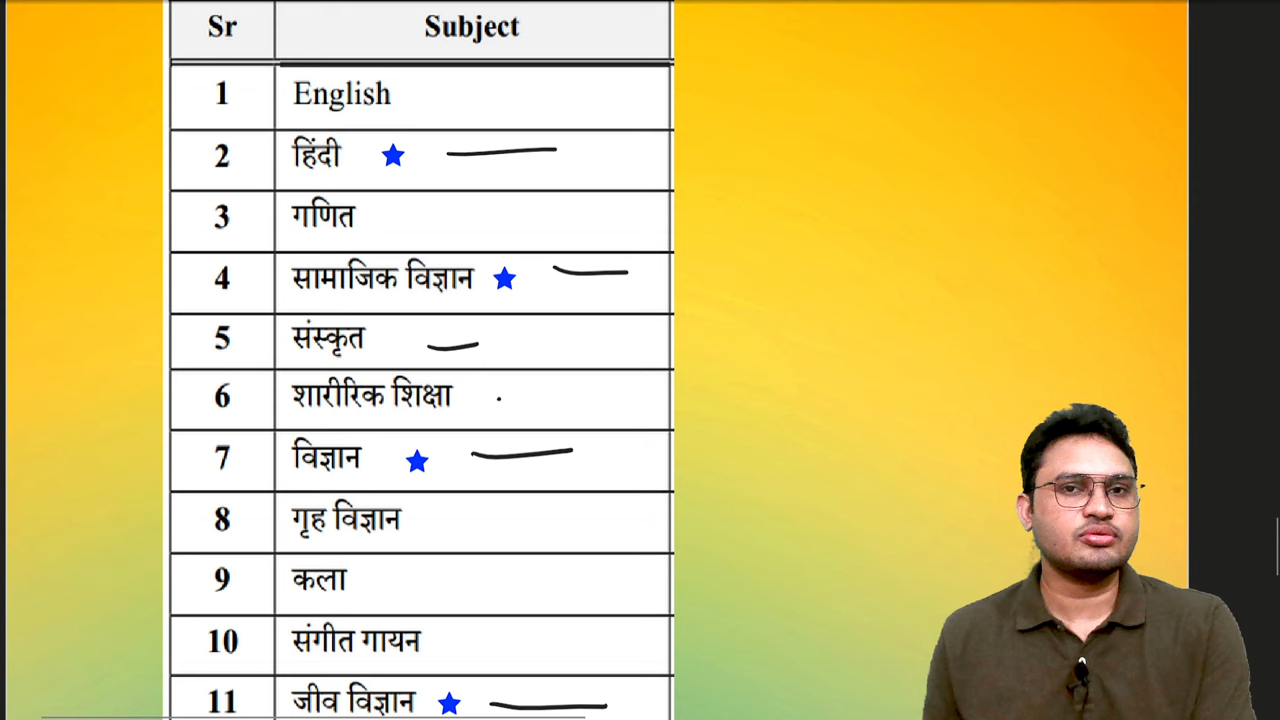 Sr Subject
1 English
2 हिंदी
3 गणित
4 सामाजिक विज्ञान
5 संस्कृत
6 शारीरिक शिक्षा
7 विज्ञान
8 गृह विज्ञान
9 कला
10 संगीत गायन
11 जीव विज्ञान